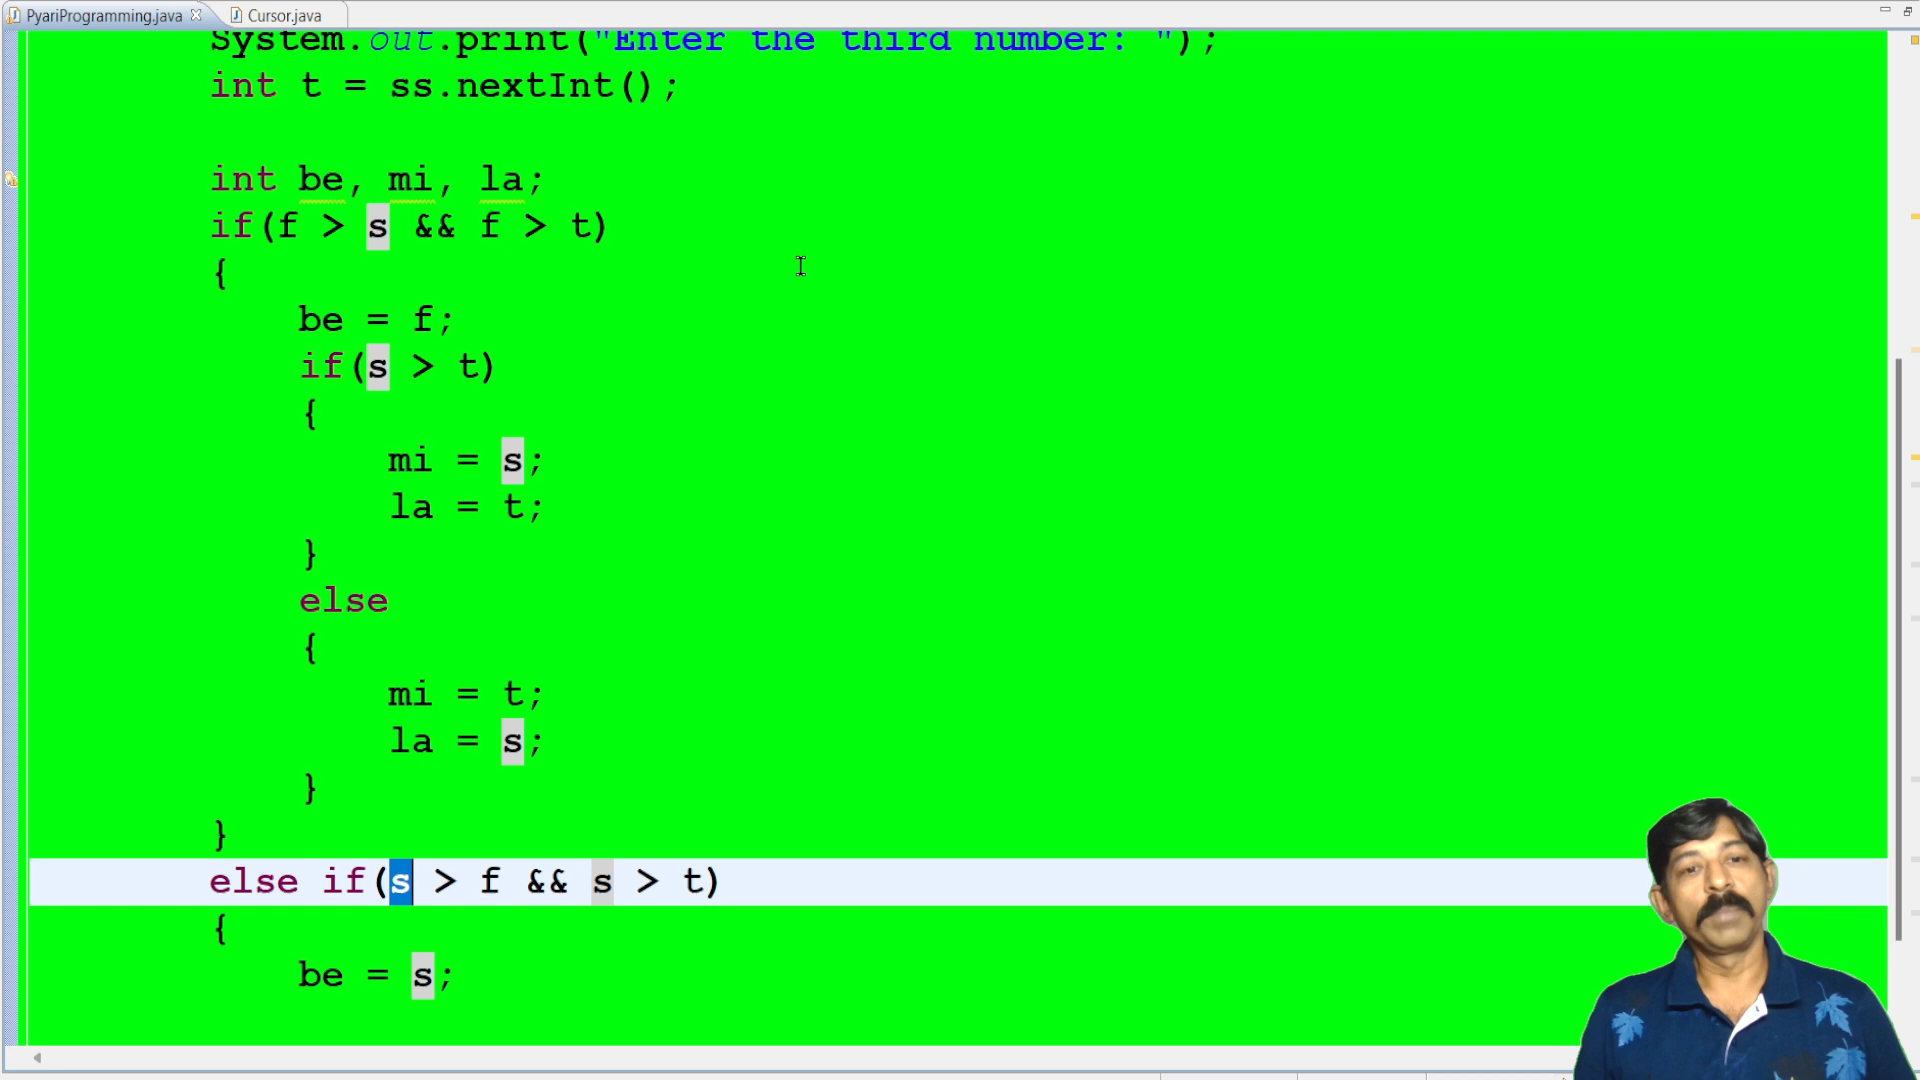 PyariProgramming.java
Cursor.java
System.out.print("Enter the third number: ");
int t = ss.nextInt();
int be, mi, la;
if(f > s && f > t)
{
be = f;
if(s > t)
{
mi = s;
la = t;
}
else
{
mi = t;
la = s;
}
}
else if(s > f && s > t)
{
be = s;